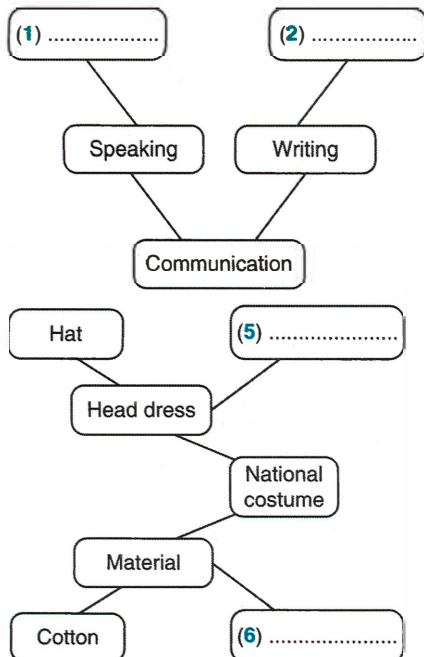 (1) ...................
(2) ..................
Speaking
Writing
Communication
Hat
(5) ......................
Head dress
National
costume
Material
Cotton
(6) ......................